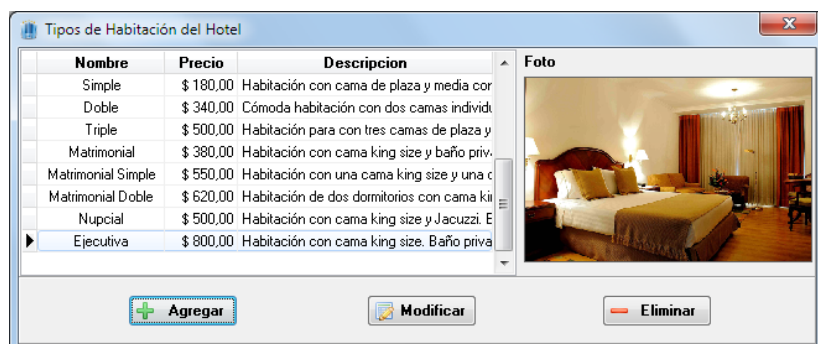 Tipos de Habitación del Hotel
Nombre Precio Descripcion Foto
Simple $ 180,00 Habitación con cama de plaza y media cor
Doble $ 340,00 Cómoda habitación con dos camas individu
Triple $ 500,00 Habitación para con tres camas de plaza y
Matrimonial $ 380,00 Habitación con cama king size y baño priv
Matrimonial Simple $ 550,00 Habitación con una cama king size y una c
Matrimonial Doble $ 620,00 Habitación de dos dormitorios con cama kii
Nupcial $ 500,00 Habitación con cama king size y Jacuzzi. E
Ejecutiva $ 800,00 Habitación con cama king size. Baño priva
Agregar Modificar Eliminar